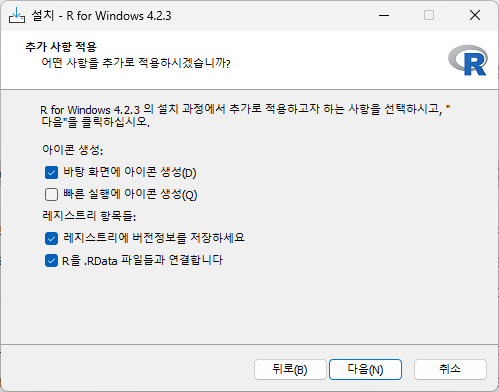 설치 - R for Windows 4.2.3
추가 사항 적용
어떤 사항을 추가로 적용하시겠습니까?
R
R for Windows 4.2.3 의 설치 과정에서 추가로 적용하고자 하는 사항을 선택하시고, "
다음"을 클릭하십시오.
아이콘 생성:
바탕 화면에 아이콘 생성(D)
빠른 실행에 아이콘 생성(Q)
레지스트리 항목들:
레지스트리에 버전정보를 저장하세요
R을 .RData 파일들과 연결합니다
뒤로(B) 다음(N) 취소